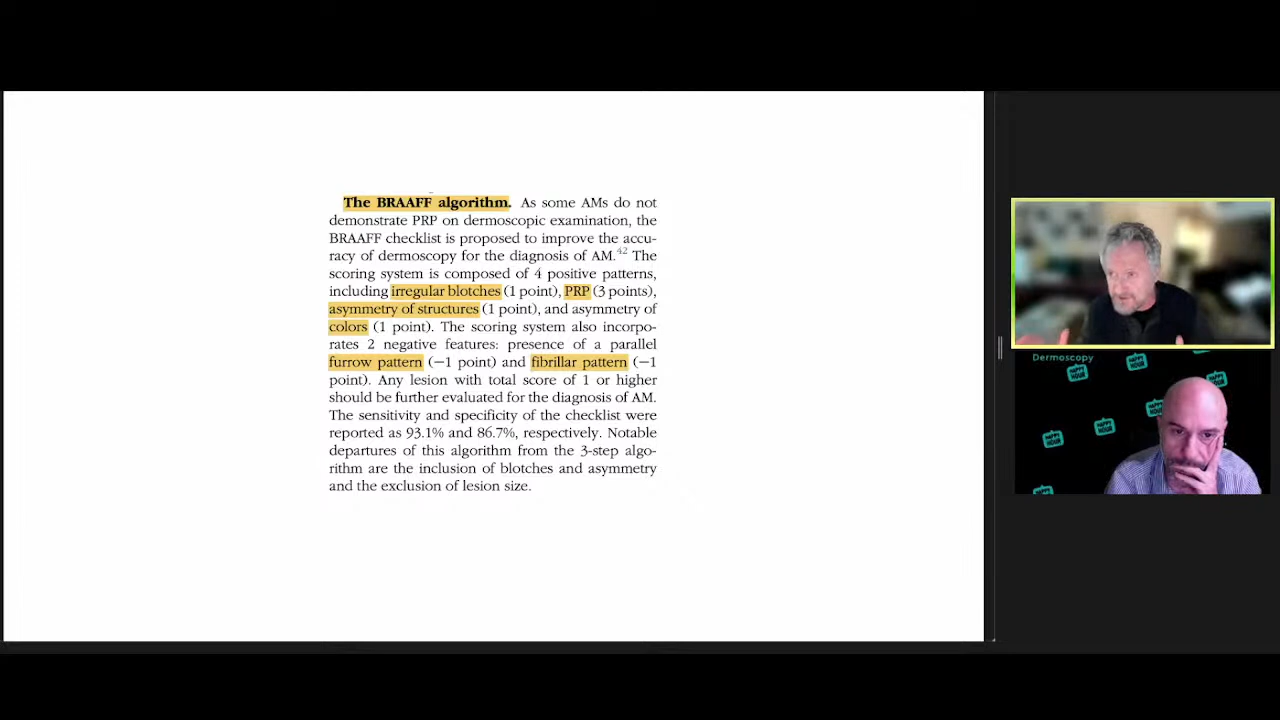 The BRAAFF algorithm. As some AMs do not
demonstrate PRP on dermoscopic examination, the
BRAAFF checklist is proposed to improve the accu-
racy of dermoscopy for the diagnosis of AM.42 The
scoring system is composed of 4 positive patterns,
including irregular blotches (1 point), PRP (3 points),
asymmetry of structures (1 point), and asymmetry of
colors (1 point). The scoring system also incorpo-
rates 2 negative features: presence of a parallel
furrow pattern (−1 point) and fibrillar pattern (−1
point). Any lesion with total score of 1 or higher
should be further evaluated for the diagnosis of AM.
The sensitivity and specificity of the checklist were
reported as 93.1% and 86.7%, respectively. Notable
departures of this algorithm from the 3-step algo-
rithm are the inclusion of blotches and asymmetry
and the exclusion of lesion size.
Dermoscopy